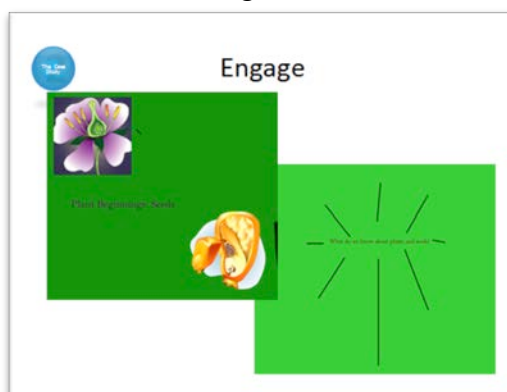 Engage
Plant Beginnings: Seeds
What do we know about plants and seeds?